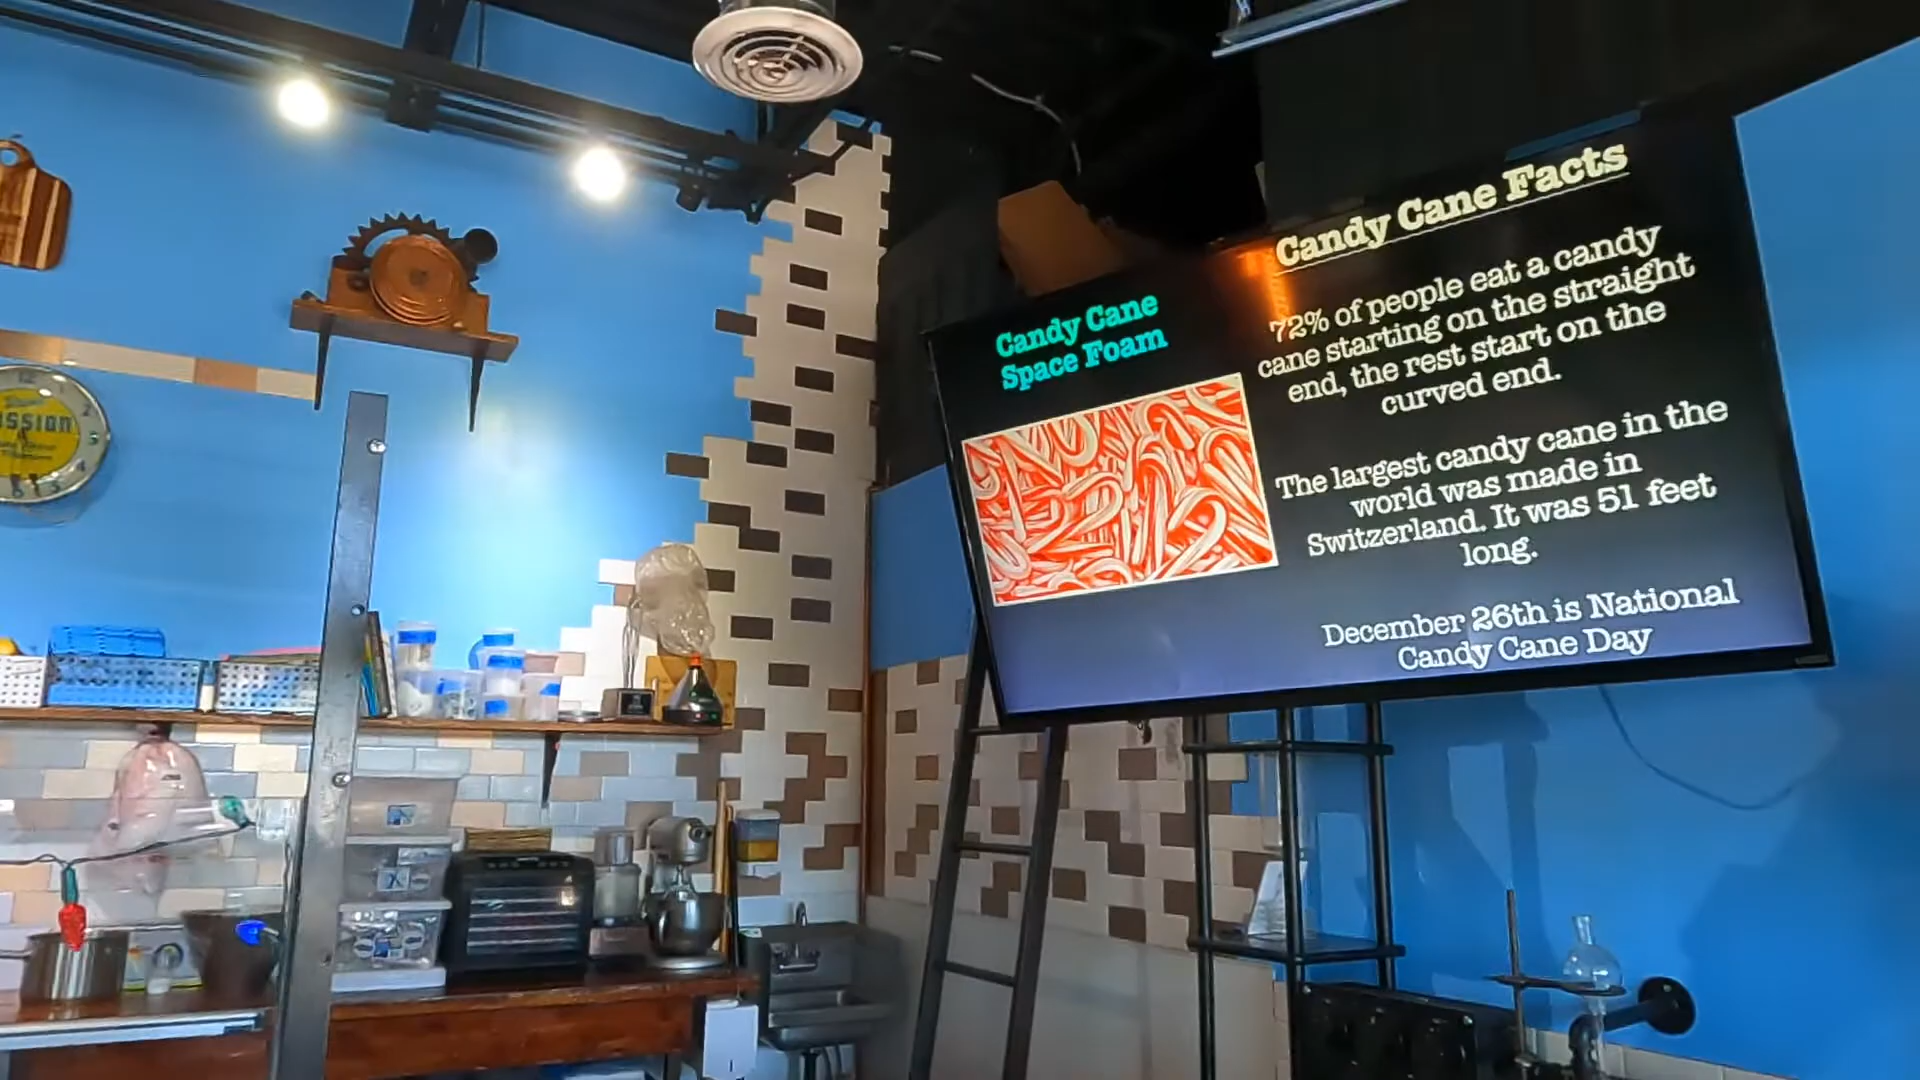 Candy Cane
Space Foam
Candy Cane Facts
72% of people eat a candy
cane starting on the straight
end, the rest start on the
curved end.
The largest candy cane in the
world was made in
Switzerland. It was 51 feet
long.
December 26th is National
Candy Cane Day